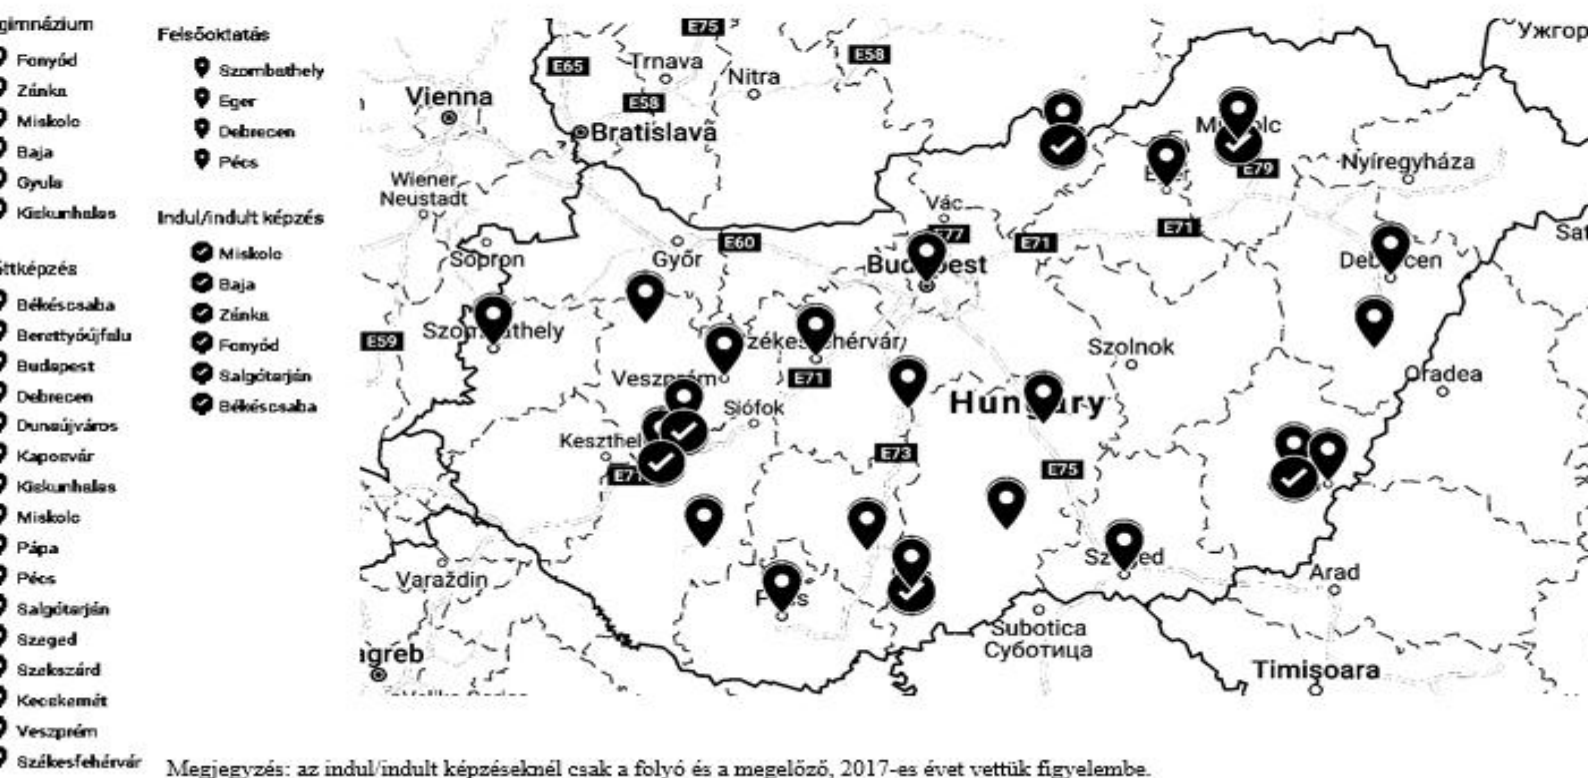 gimnázium
Fonyód
Zánka
Miskolc
Baja
Gyula
Kiskunhalas
Békéscsaba
Berettyóújfalu
Budapest
Debrecen
Dunaújváros
Kaposvár
Kiskunhalas
Miskolc
Pápa
Pécs
Salgótarján
Szeged
Szekszárd
Kecskemét
Veszprém
Székesfehérvár
Felsőoktatás
Szombathely
Eger
Debrecen
Pécs
Indul/indult képzés
Miskolc
Baja
Zánka
Fonyód
Salgótarján
Békéscsaba
E75
E58
E65
Trnava
Nitra
Vienna
E58
Bratislava
Ужгор
Nyíregyháza
E79
Wiener
Neustadt
Vác
E77
E71
E71
E60
Sopron
Győr
E59
E71
Szolnok
Oradea
Siófok
Keszthel
E73
E75
E71
Varaždin
Arad
Subotica
Суботица
agreb
Timișoara
Megjegyzés: az indul/indult képzéseknél csak a folyó és a megelőző, 2017-es évet vettük figyelembe.